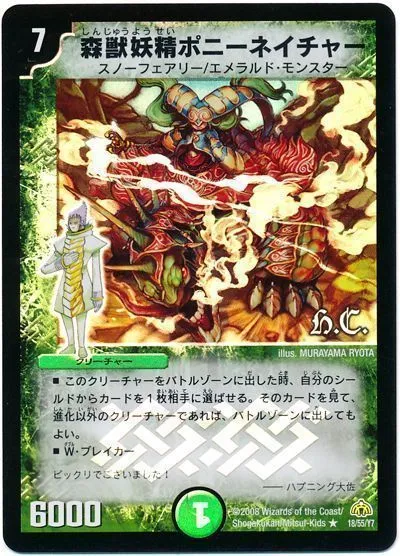 7
しんじゅうようせい
森獣妖精ポニーネイチャー
スノーフェアリー/エメラルド・モンスター
H.C.
illus. MURAYAMA RYOTA
クリーチャー
■このクリーチャーをバトルゾーンに出した時、自分のシー
ルドからカードを1枚相手に選ばせる。そのカードを見て、
進化以外のクリーチャーであれば、バトルゾーンに出しても
よい。
■W・ブレイカー
ビックリでございました!
—— ハプニング大佐
6000
1
©2008 Wizards of the Coast/
Shogakukan/Mitsui-Kids ★ 18/55/Y7